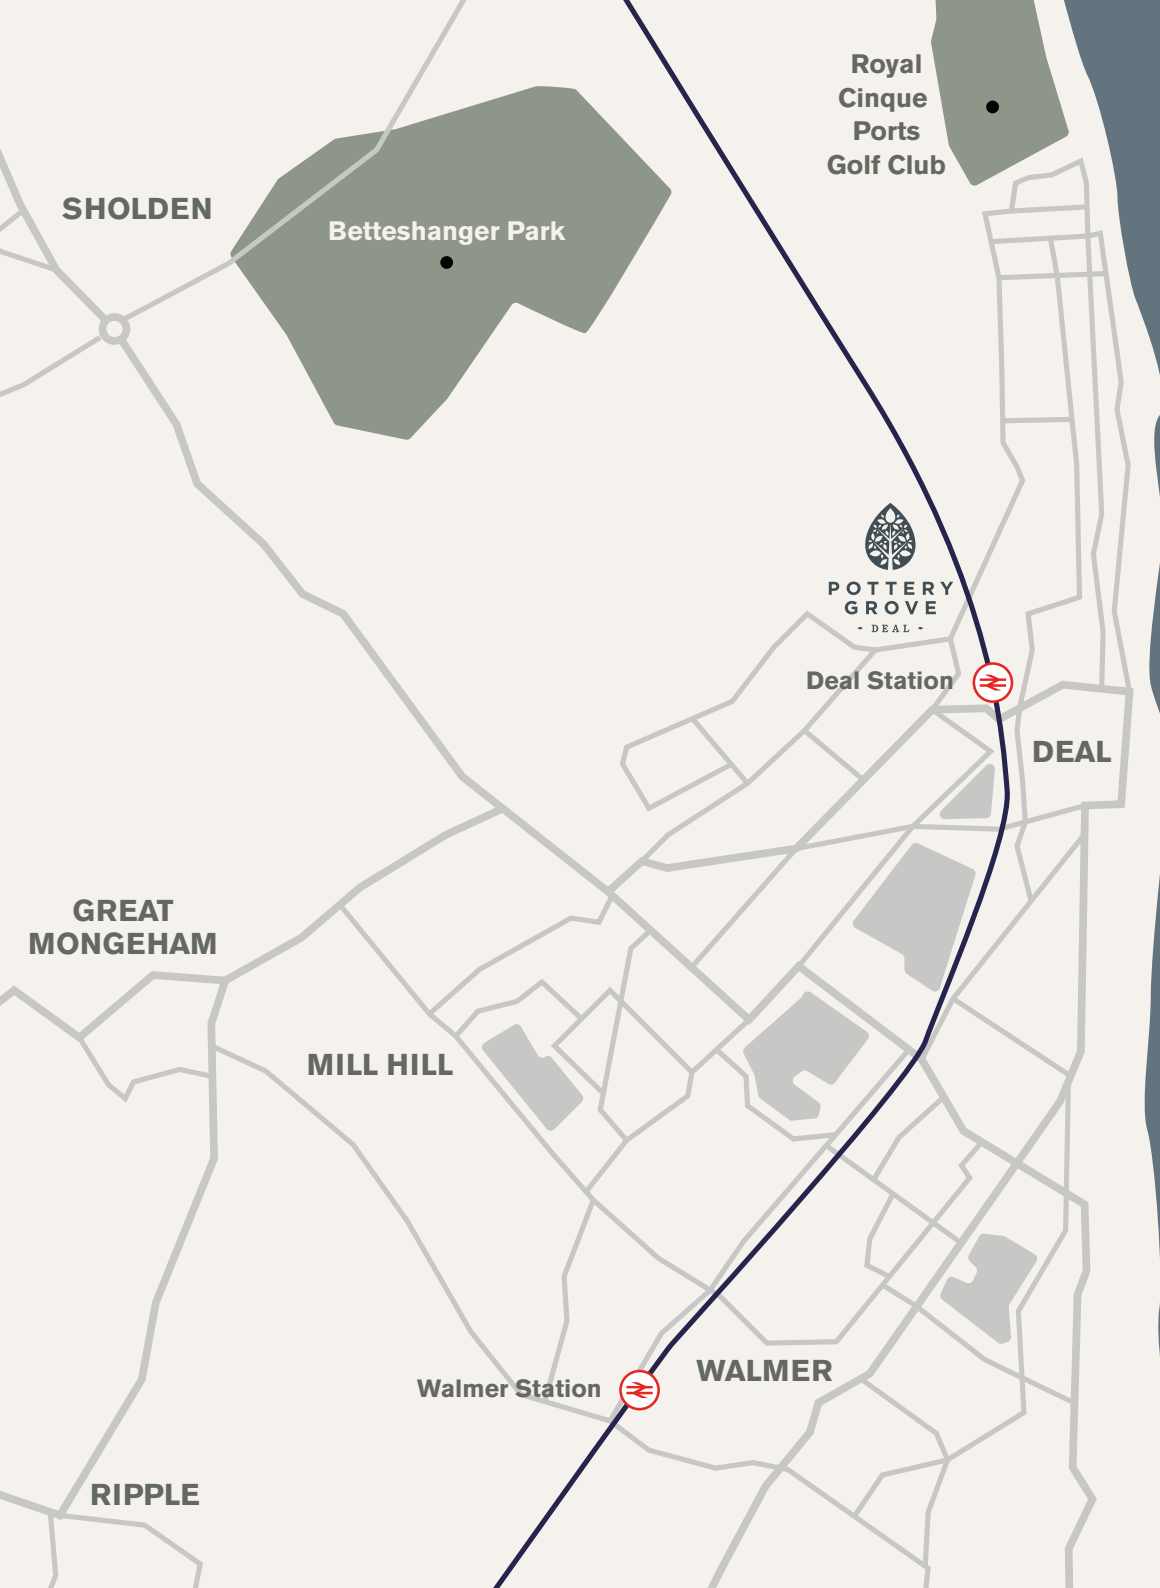 Royal
Cinque
Ports
Golf Club
SHOLDEN
Betteshanger Park
POTTERY
GROVE
- DEAL -
Deal Station
DEAL
GREAT
MONGEHAM
MILL HILL
WALMER
Walmer Station
RIPPLE